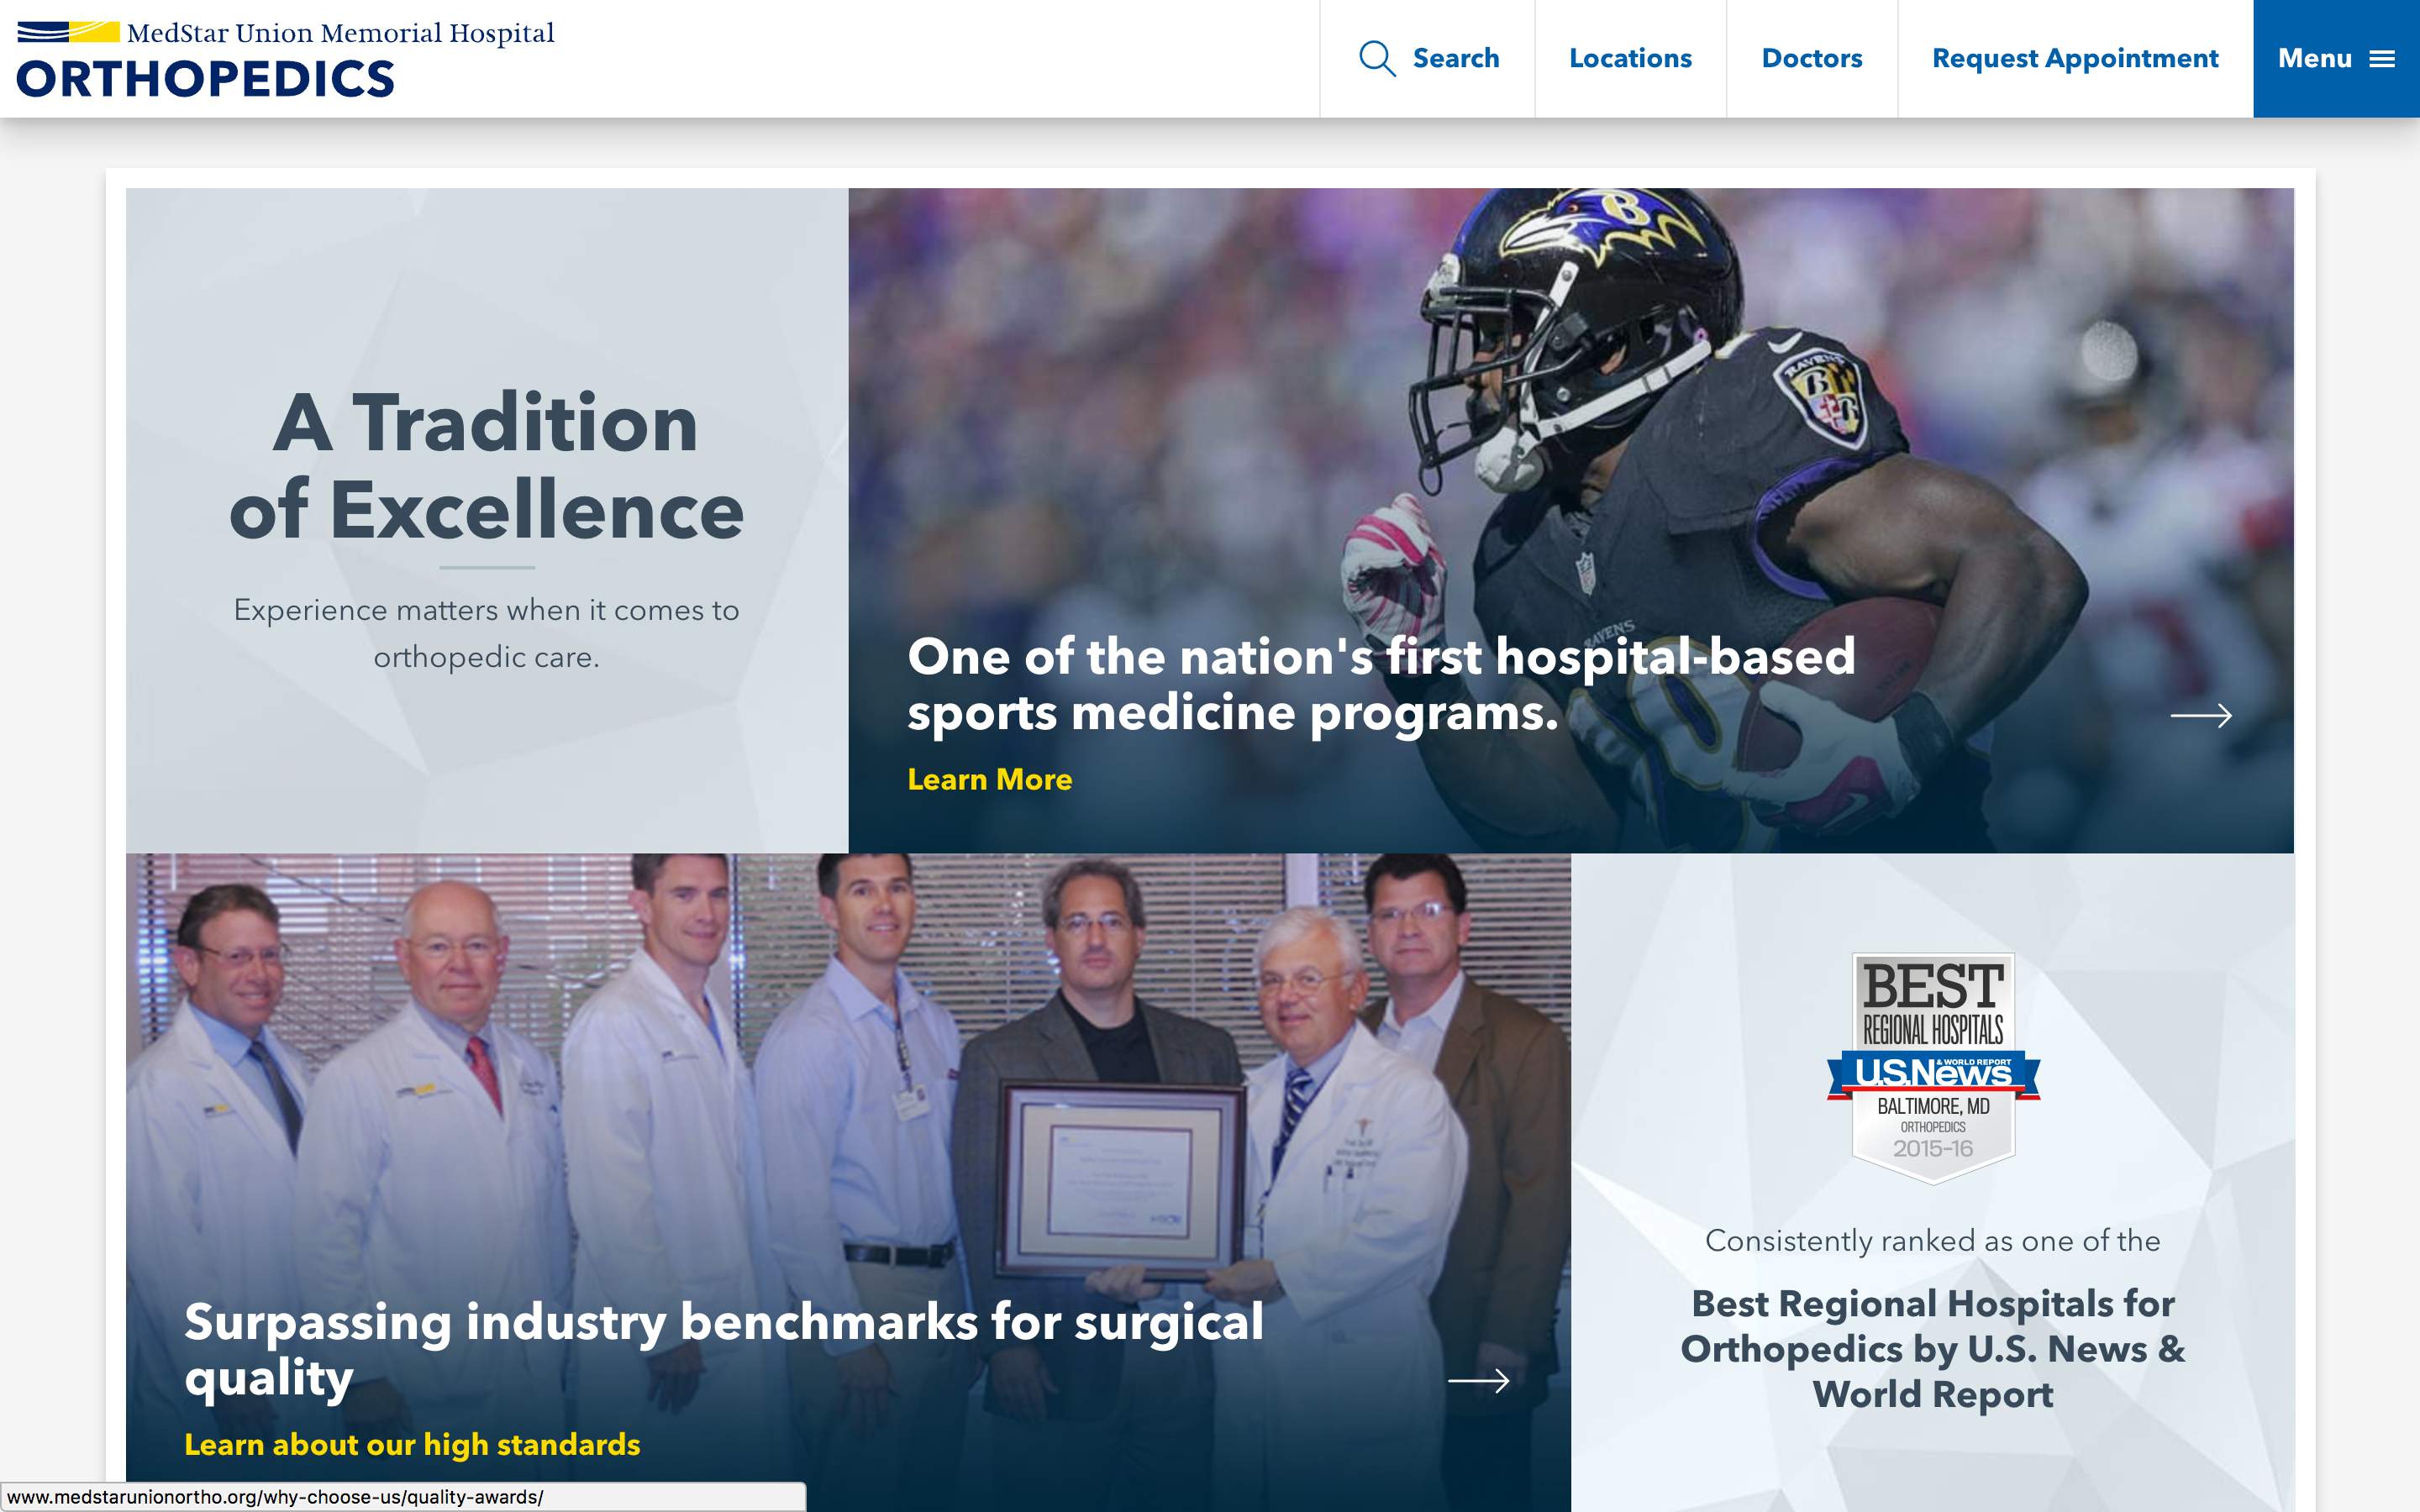 MedStar Union Memorial Hospital
ORTHOPEDICS
Search
Locations
Doctors
Request Appointment
Menu
A Tradition
of Excellence
Experience matters when it comes to
orthopedic care.
B
RAVENS
B R
RAVENS
One of the nation's first hospital-based
sports medicine programs.
Learn More
Surpassing industry benchmarks for surgical
quality
Learn about our high standards
BEST
REGIONAL HOSPITALS
U.S.News & WORLD REPORT
BALTIMORE, MD
ORTHOPEDICS
2015-16
Consistently ranked as one of the
Best Regional Hospitals for
Orthopedics by U.S. News &
World Report
www.medstarunionortho.org/why-choose-us/quality-awards/